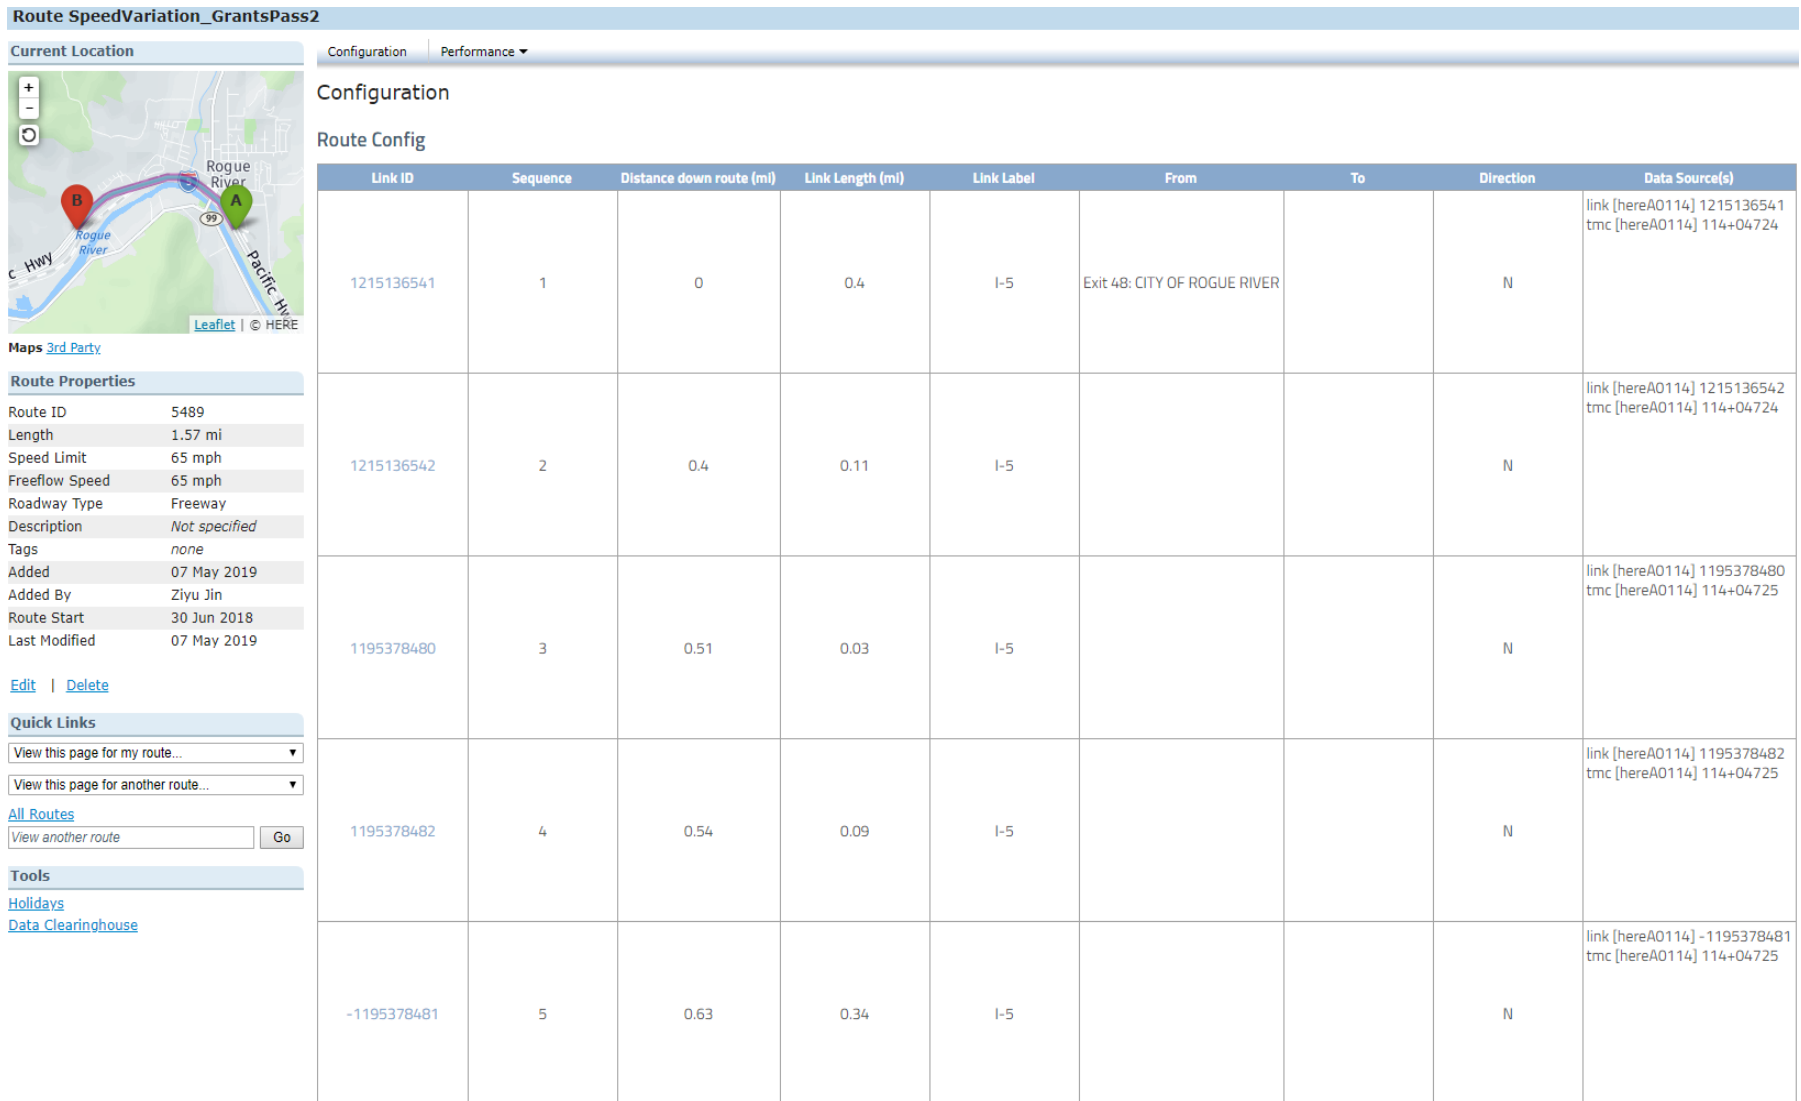 Route SpeedVariation_GrantsPass2
Current Location
+
-
Rogue
River
B
A
99
Rogue
River
c Hwy
Pacific Hw
Leaflet | © HERE
Maps 3rd Party
Route Properties
Route ID 5489
Length 1.57 mi
Speed Limit 65 mph
Freeflow Speed 65 mph
Roadway Type Freeway
Description Not specified
Tags none
Added 07 May 2019
Added By Ziyu Jin
Route Start 30 Jun 2018
Last Modified 07 May 2019
Edit | Delete
Quick Links
View this page for my route...
View this page for another route...
All Routes
View another route Go
Tools
Holidays
Data Clearinghouse
Configuration Performance
Configuration
Route Config
Link ID Sequence Distance down route (mi) Link Length (mi) Link Label From To Direction Data Source(s)
link [hereA0114] 1215136541
tmc [hereA0114] 114+04724
1215136541 1 0 0.4 I-5 Exit 48: CITY OF ROGUE RIVER N
link [hereA0114] 1215136542
tmc [hereA0114] 114+04724
1215136542 2 0.4 0.11 I-5 N
link [hereA0114] 1195378480
tmc [hereA0114] 114+04725
1195378480 3 0.51 0.03 I-5 N
link [hereA0114] 1195378482
tmc [hereA0114] 114+04725
1195378482 4 0.54 0.09 I-5 N
link [hereA0114] -1195378481
tmc [hereA0114] 114+04725
-1195378481 5 0.63 0.34 I-5 N